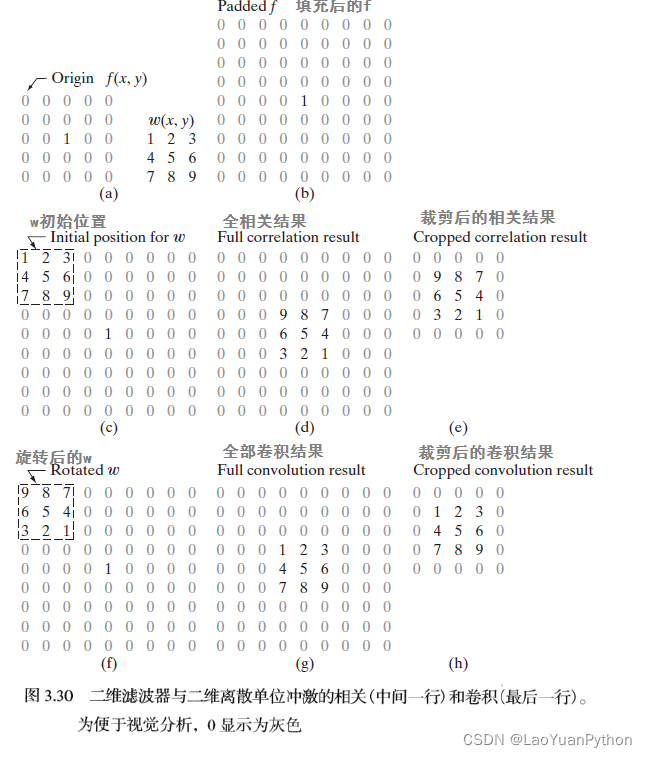 Origin f(x, y)
0 0 0 0 0
0 0 0 0 0
0 0 1 0 0
0 0 0 0 0
0 0 0 0 0
w(x, y)
1 2 3
4 5 6
7 8 9
(a)
Padded f 填充后的f
0 0 0 0 0 0 0 0 0
0 0 0 0 0 0 0 0 0
0 0 0 0 0 0 0 0 0
0 0 0 0 0 0 0 0 0
0 0 0 0 1 0 0 0 0
0 0 0 0 0 0 0 0 0
0 0 0 0 0 0 0 0 0
0 0 0 0 0 0 0 0 0
0 0 0 0 0 0 0 0 0
(b)
w初始位置
Initial position for w
1 2 3 0 0 0 0 0 0
4 5 6 0 0 0 0 0 0
7 8 9 0 0 0 0 0 0
0 0 0 0 0 0 0 0 0
0 0 0 0 1 0 0 0 0
0 0 0 0 0 0 0 0 0
0 0 0 0 0 0 0 0 0
0 0 0 0 0 0 0 0 0
0 0 0 0 0 0 0 0 0
(c)
全相关结果
Full correlation result
0 0 0 0 0 0 0 0 0
0 0 0 0 0 0 0 0 0
0 0 0 0 0 0 0 0 0
0 0 0 9 8 7 0 0 0
0 0 0 6 5 4 0 0 0
0 0 0 3 2 1 0 0 0
0 0 0 0 0 0 0 0 0
0 0 0 0 0 0 0 0 0
0 0 0 0 0 0 0 0 0
(d)
裁剪后的相关结果
Cropped correlation result
0 0 0 0 0
0 9 8 7 0
0 6 5 4 0
0 3 2 1 0
0 0 0 0 0
(e)
旋转后的w
Rotated w
9 8 7 0 0 0 0 0 0
6 5 4 0 0 0 0 0 0
3 2 1 0 0 0 0 0 0
0 0 0 0 0 0 0 0 0
0 0 0 0 1 0 0 0 0
0 0 0 0 0 0 0 0 0
0 0 0 0 0 0 0 0 0
0 0 0 0 0 0 0 0 0
0 0 0 0 0 0 0 0 0
(f)
全部卷积结果
Full convolution result
0 0 0 0 0 0 0 0 0
0 0 0 0 0 0 0 0 0
0 0 0 0 0 0 0 0 0
0 0 0 1 2 3 0 0 0
0 0 0 4 5 6 0 0 0
0 0 0 7 8 9 0 0 0
0 0 0 0 0 0 0 0 0
0 0 0 0 0 0 0 0 0
0 0 0 0 0 0 0 0 0
(g)
裁剪后的卷积结果
Cropped convolution result
0 0 0 0 0
0 1 2 3 0
0 4 5 6 0
0 7 8 9 0
0 0 0 0 0
(h)
图 3.30 二维滤波器与二维离散单位冲激的相关(中间一行)和卷积(最后一行)。
为便于视觉分析，0 显示为灰色
CSDN @LaoYuanPython